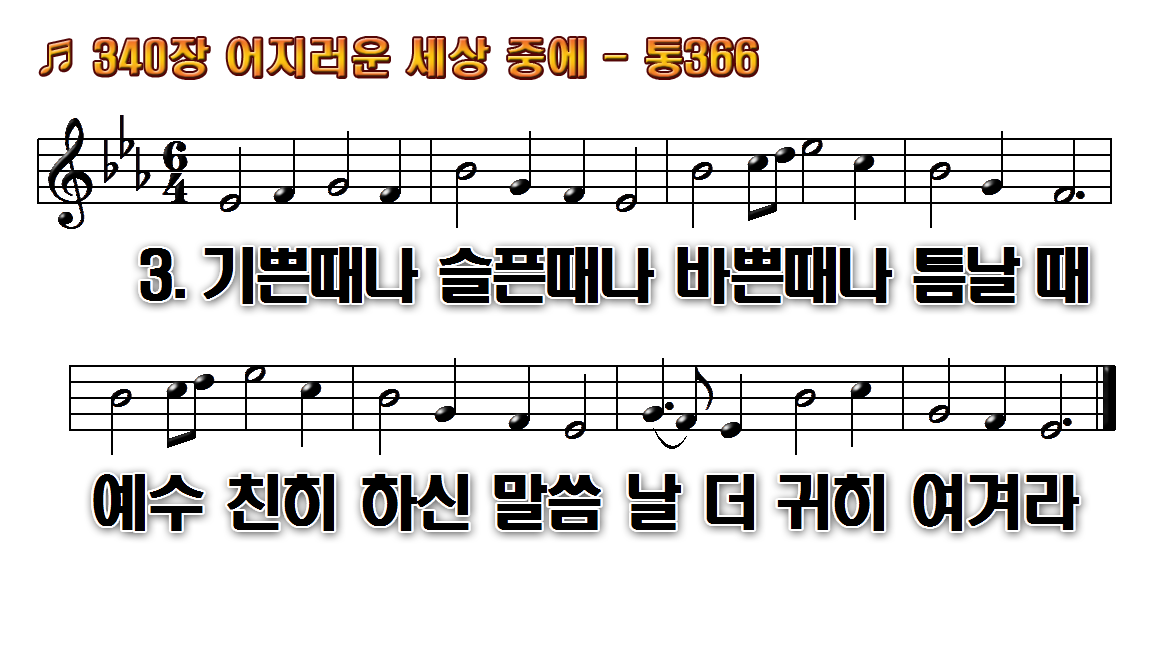 ♬ 340장 어지러운 세상 중에 - 통366
6
4
3. 기쁜때나 슬픈때나 바쁜때나 틈날 때
예수 친히 하신 말씀 날 더 귀히 여겨라